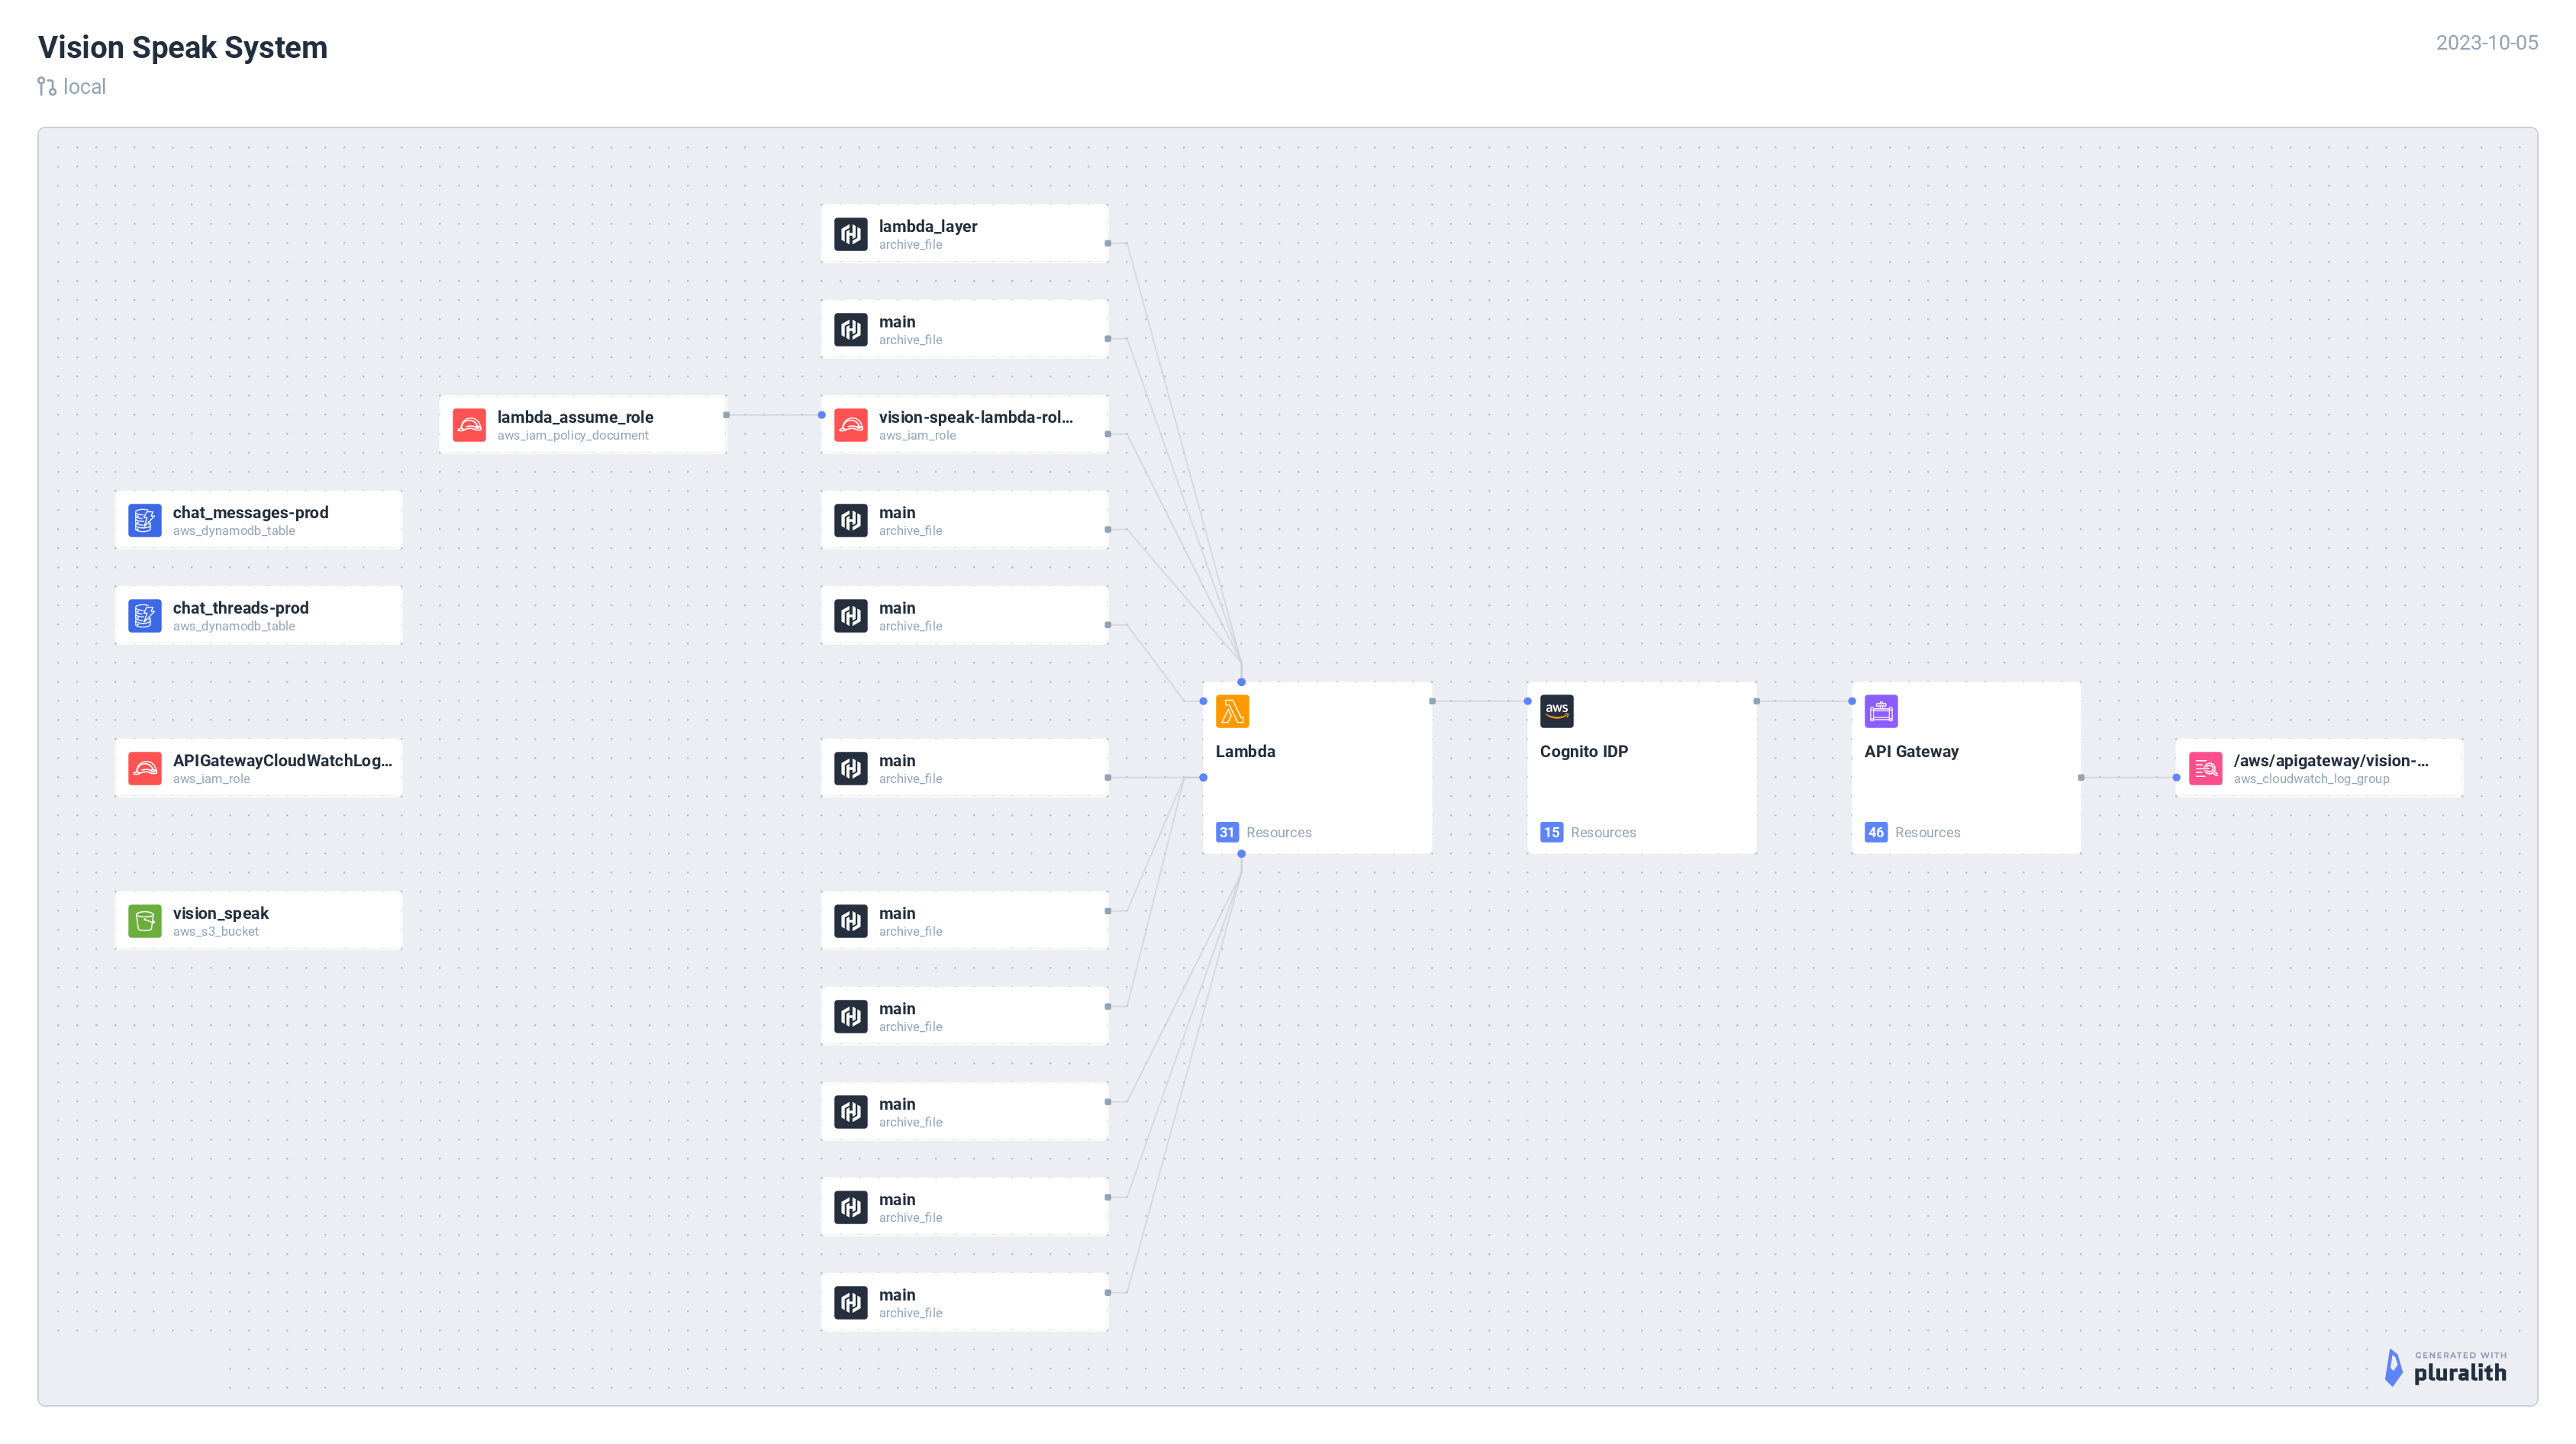 Vision Speak System
2023-10-05
local
lambda_layer
archive_file
main
archive_file
lambda_assume_role
aws_iam_policy_document
vision-speak-lambda-rol...
aws_iam_role
chat_messages-prod
aws_dynamodb_table
main
archive_file
chat_threads-prod
aws_dynamodb_table
main
archive_file
APIGatewayCloudWatchLog...
aws_iam_role
main
archive_file
aws
Lambda
31 Resources
Cognito IDP
15 Resources
API Gateway
46 Resources
/aws/apigateway/vision-...
aws_cloudwatch_log_group
vision_speak
aws_s3_bucket
main
archive_file
main
archive_file
main
archive_file
main
archive_file
main
archive_file
GENERATED WITH
pluralith